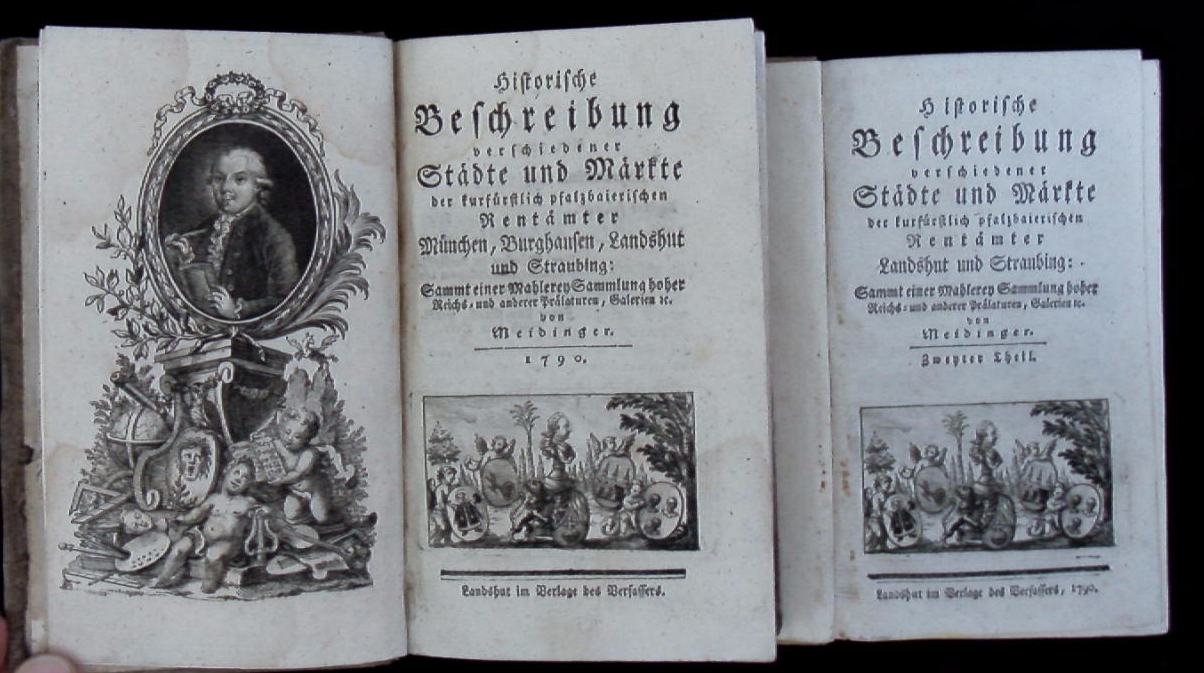 Historische
Beschreibung
verschiedener
Städte und Märkte
der kurfürstlich pfalzbaierischen
Rentämter
München, Burghausen, Landshut
und Straubing:
Sammt einer Mahlerey Sammlung hoher
Reichs- und anderer Prälaturen, Galerien ꝛc.
von
Meidinger.
1790.
Landshut im Verlage des Verfassers.
Historische
Beschreibung
verschiedener
Städte und Märkte
der kurfürstlich pfalzbaierischen
Rentämter
Landshut und Straubing:
Sammt einer Mahlerey Sammlung hoher
Reichs- und anderer Prälaturen, Galerien ꝛc.
von
Meidinger.
Zweyter Theil.
Landshut im Verlage des Verfassers, 1790.